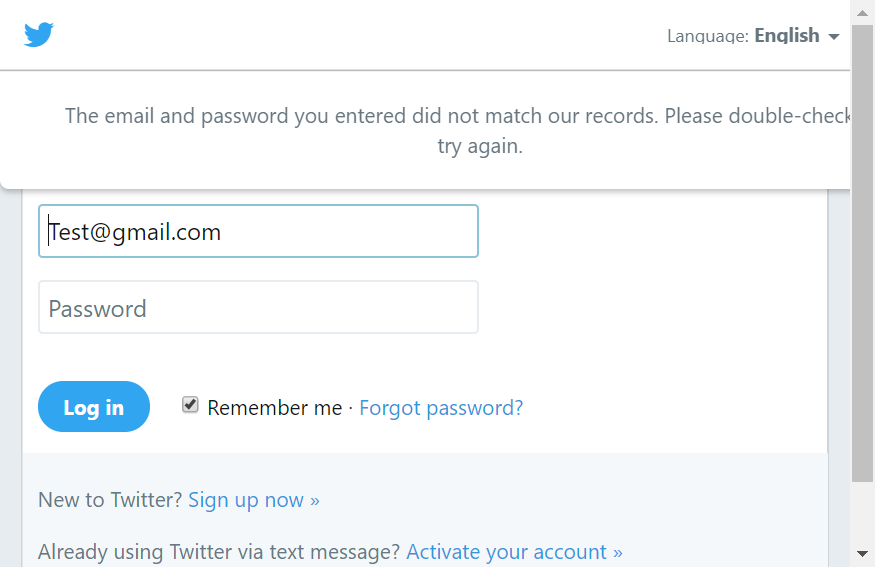 Language: English
The email and password you entered did not match our records. Please double-check
try again.
Test@gmail.com
Password
Log in
Remember me · Forgot password?
New to Twitter? Sign up now »
Already using Twitter via text message? Activate your account »